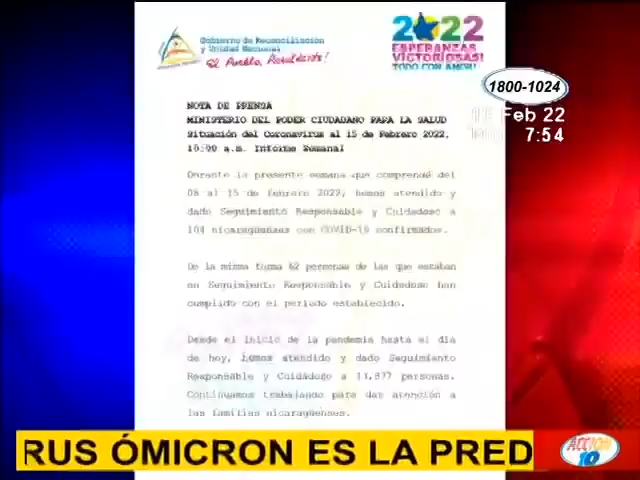 Gobierno de Reconciliación
y Unidad Nacional
El Pueblo, Presidente!
2022
ESPERANZAS
VICTORIOSAS!
TODO CON AMOR!
1800-1024
Feb 22
7:54
NOTA DE PRENSA
MINISTERIO DEL PODER CIUDADANO PARA LA SALUD
Situación del Coronavirus al 15 de Febrero 2022,
10:00 a.m. Informe Semanal
Durante la presente semana que comprende del
08 al 15 de febrero 2022, hemos atendido y
dado Seguimiento Responsable y Cuidadoso a
104 nicaragüenses con COVID-19 confirmados.
De la misma forma 62 personas de las que estaban
en Seguimiento Responsable y Cuidadoso han
cumplido con el periodo establecido.
Desde el inicio de la pandemia hasta el día
de hoy, hemos atendido y dado Seguimiento
Responsable y Cuidadoso a personas.
Continuamos trabajando para dar atención a
las familias nicaragüenses.
RUS ÓMICRON ES LA PRED
ACCION
10